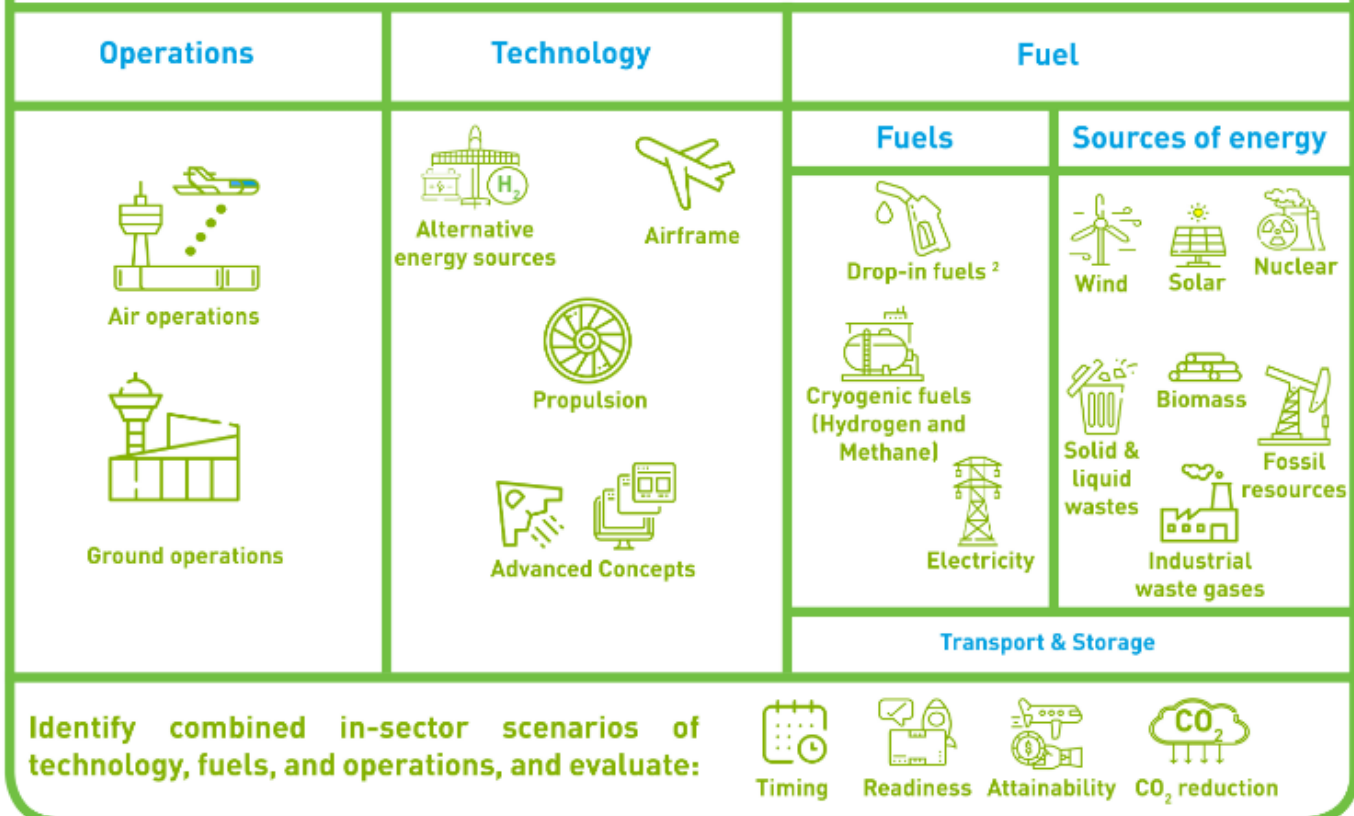 Operations
Technology
Fuel
Fuels
Sources of energy
Air operations
Ground operations
H2
Alternative
energy sources
Airframe
Propulsion
Advanced Concepts
Drop-in fuels ²
Cryogenic fuels
(Hydrogen and
Methane)
Electricity
Wind
Solar
Nuclear
Solid &
liquid
wastes
Biomass
Fossil
resources
Industrial
waste gases
Transport & Storage
Identify combined in-sector scenarios of
technology, fuels, and operations, and evaluate:
Timing
Readiness
Attainability
CO₂
CO₂ reduction